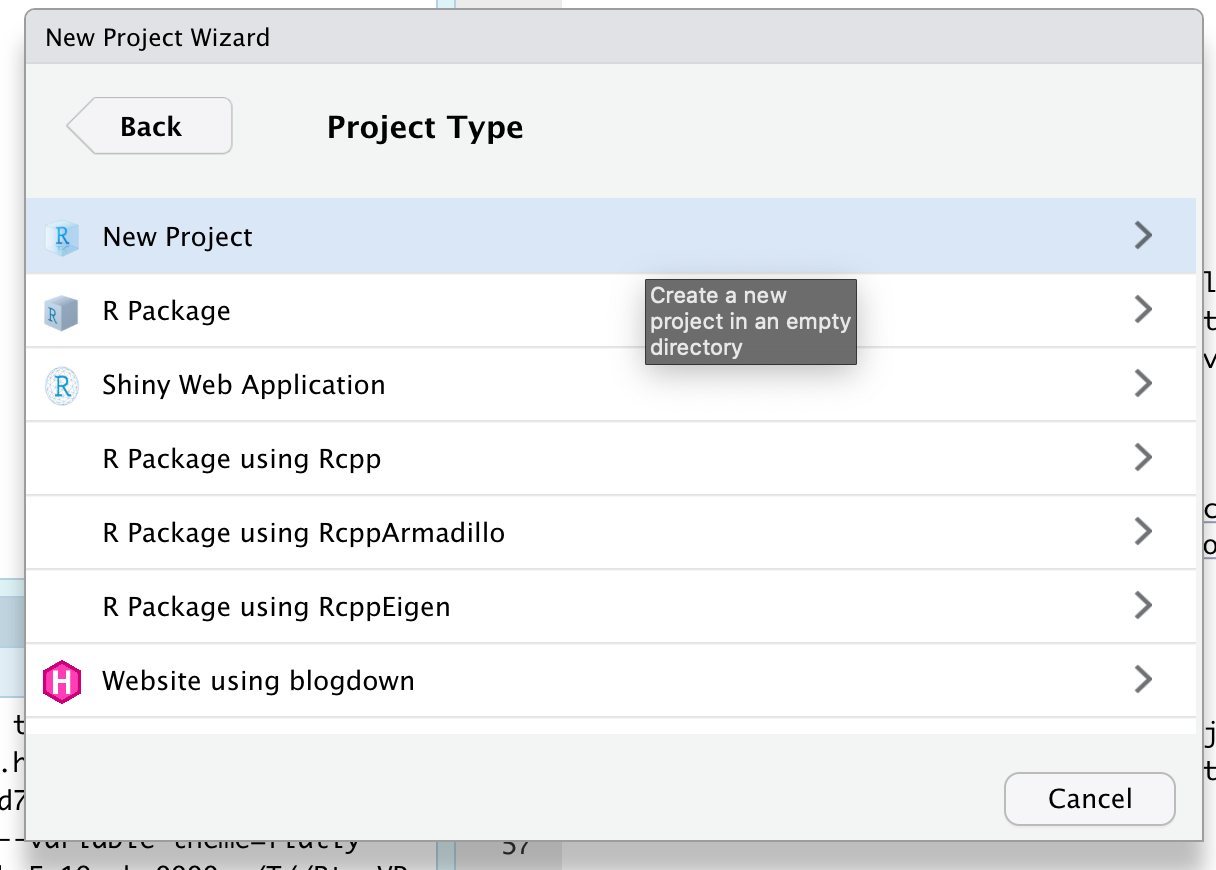 New Project Wizard
Back
Project Type
R New Project
R R Package
Create a new
project in an empty
directory
R Shiny Web Application
R Package using Rcpp
R Package using RcppArmadillo
R Package using RcppEigen
H Website using blogdown
Cancel
57